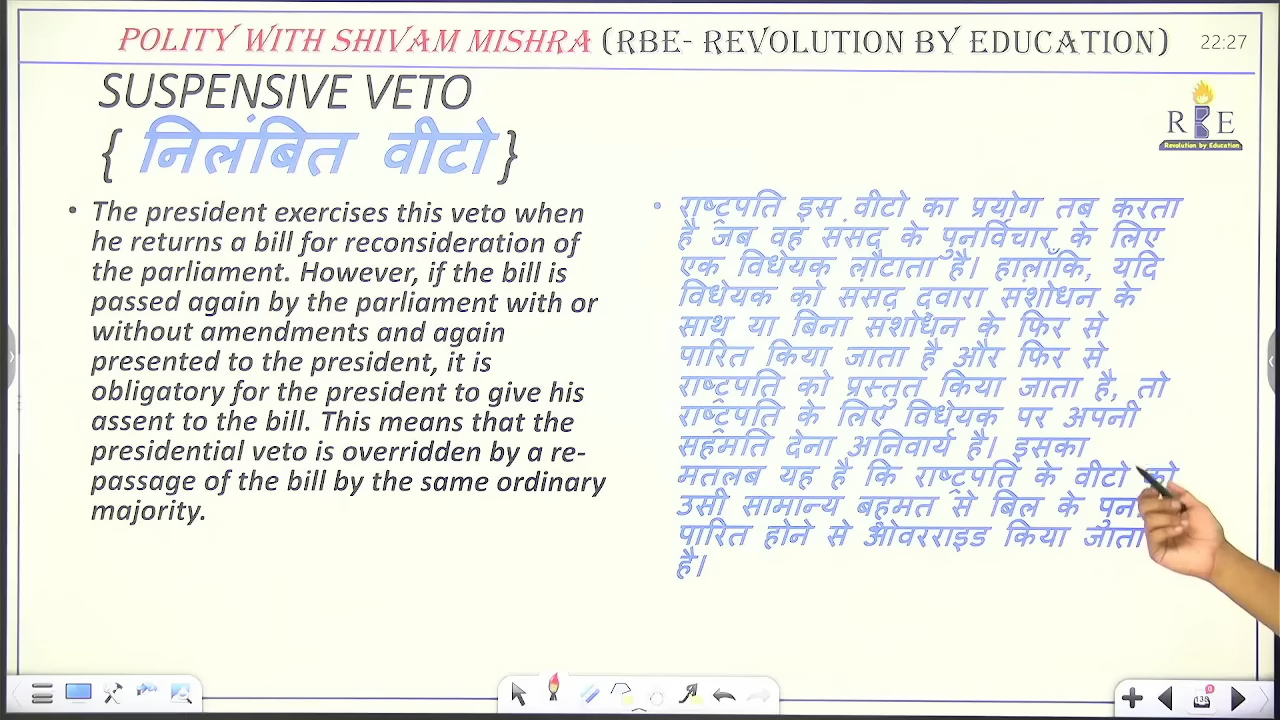 POLITY WITH SHIVAM MISHRA (RBE- REVOLUTION BY EDUCATION)
22:27
SUSPENSIVE VETO
{ निलंबित वीटो }
R B E
Revolution by Education
• The president exercises this veto when
he returns a bill for reconsideration of
the parliament. However, if the bill is
passed again by the parliament with or
without amendments and again
presented to the president, it is
obligatory for the president to give his
assent to the bill. This means that the
presidential veto is overridden by a re-
passage of the bill by the same ordinary
majority.
• राष्ट्रपति इस वीटो का प्रयोग तब करता
है जब वह संसद के पुनर्विचार के लिए
एक विधेयक लौटाता है। हालाँकि, यदि
विधेयक को संसद द्वारा संशोधन के
साथ या बिना संशोधन के फिर से
पारित किया जाता है और फिर से
राष्ट्रपति को प्रस्तुत किया जाता है, तो
राष्ट्रपति के लिए विधेयक पर अपनी
सहमति देना अनिवार्य है। इसका
मतलब यह है कि राष्ट्रपति के वीटो को
उसी सामान्य बहुमत से बिल के
पारित होने से ओवरराइड किया जाता
है।